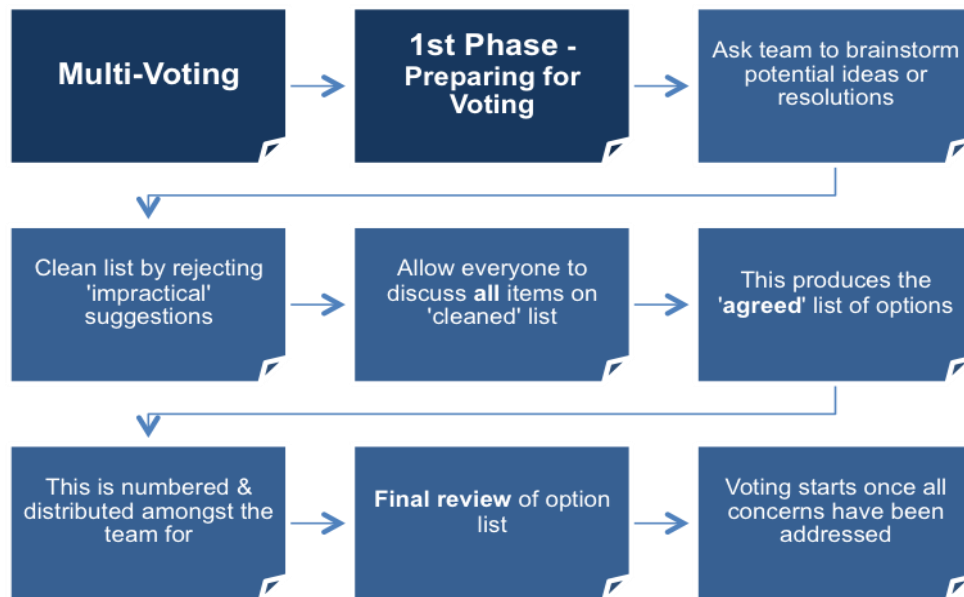 Multi-Voting
1st Phase -
Preparing for
Voting
Ask team to brainstorm
potential ideas or
resolutions
Clean list by rejecting
'impractical'
suggestions
Allow everyone to
discuss all items on
'cleaned' list
This produces the
'agreed' list of options
This is numbered &
distributed amongst the
team for
Final review of option
list
Voting starts once all
concerns have been
addressed